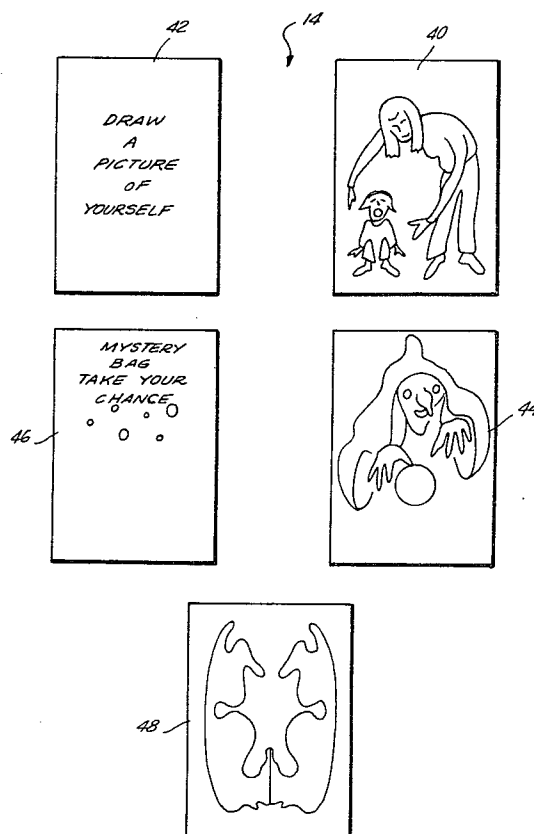 42
14
40
DRAW
A
PICTURE
OF
YOURSELF
MYSTERY
BAG
TAKE YOUR
CHANCE
46
44
48